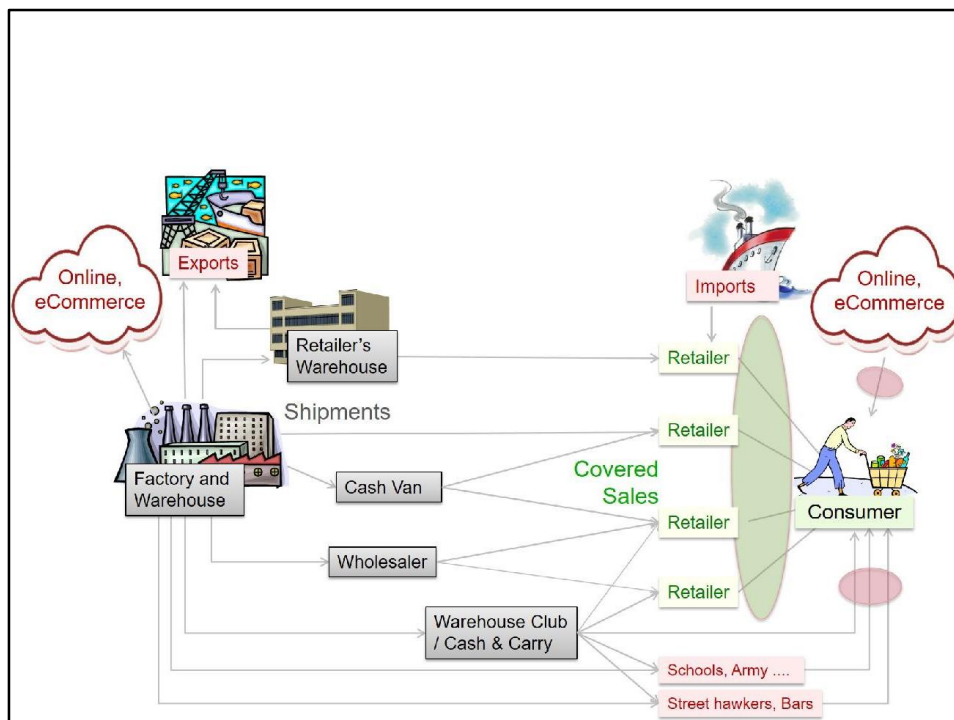 Exports
Imports
Online,
eCommerce
Online,
eCommerce
Retailer's
Warehouse
Retailer
Shipments
Retailer
Factory and
Warehouse
Cash Van
Covered
Sales
Retailer
Consumer
Wholesaler
Retailer
Warehouse Club
/ Cash & Carry
Schools, Army ....
Street hawkers, Bars